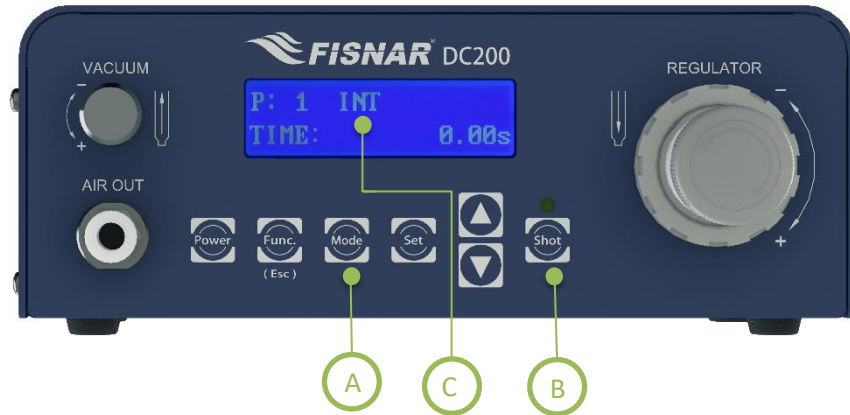 FISNAR® DC200
VACUUM
REGULATOR
-
-
P: 1 INT
TIME: 0.00s
+
AIR OUT
Power
Func.
Mode
Set
Shot
+
(Esc)
A
C
B